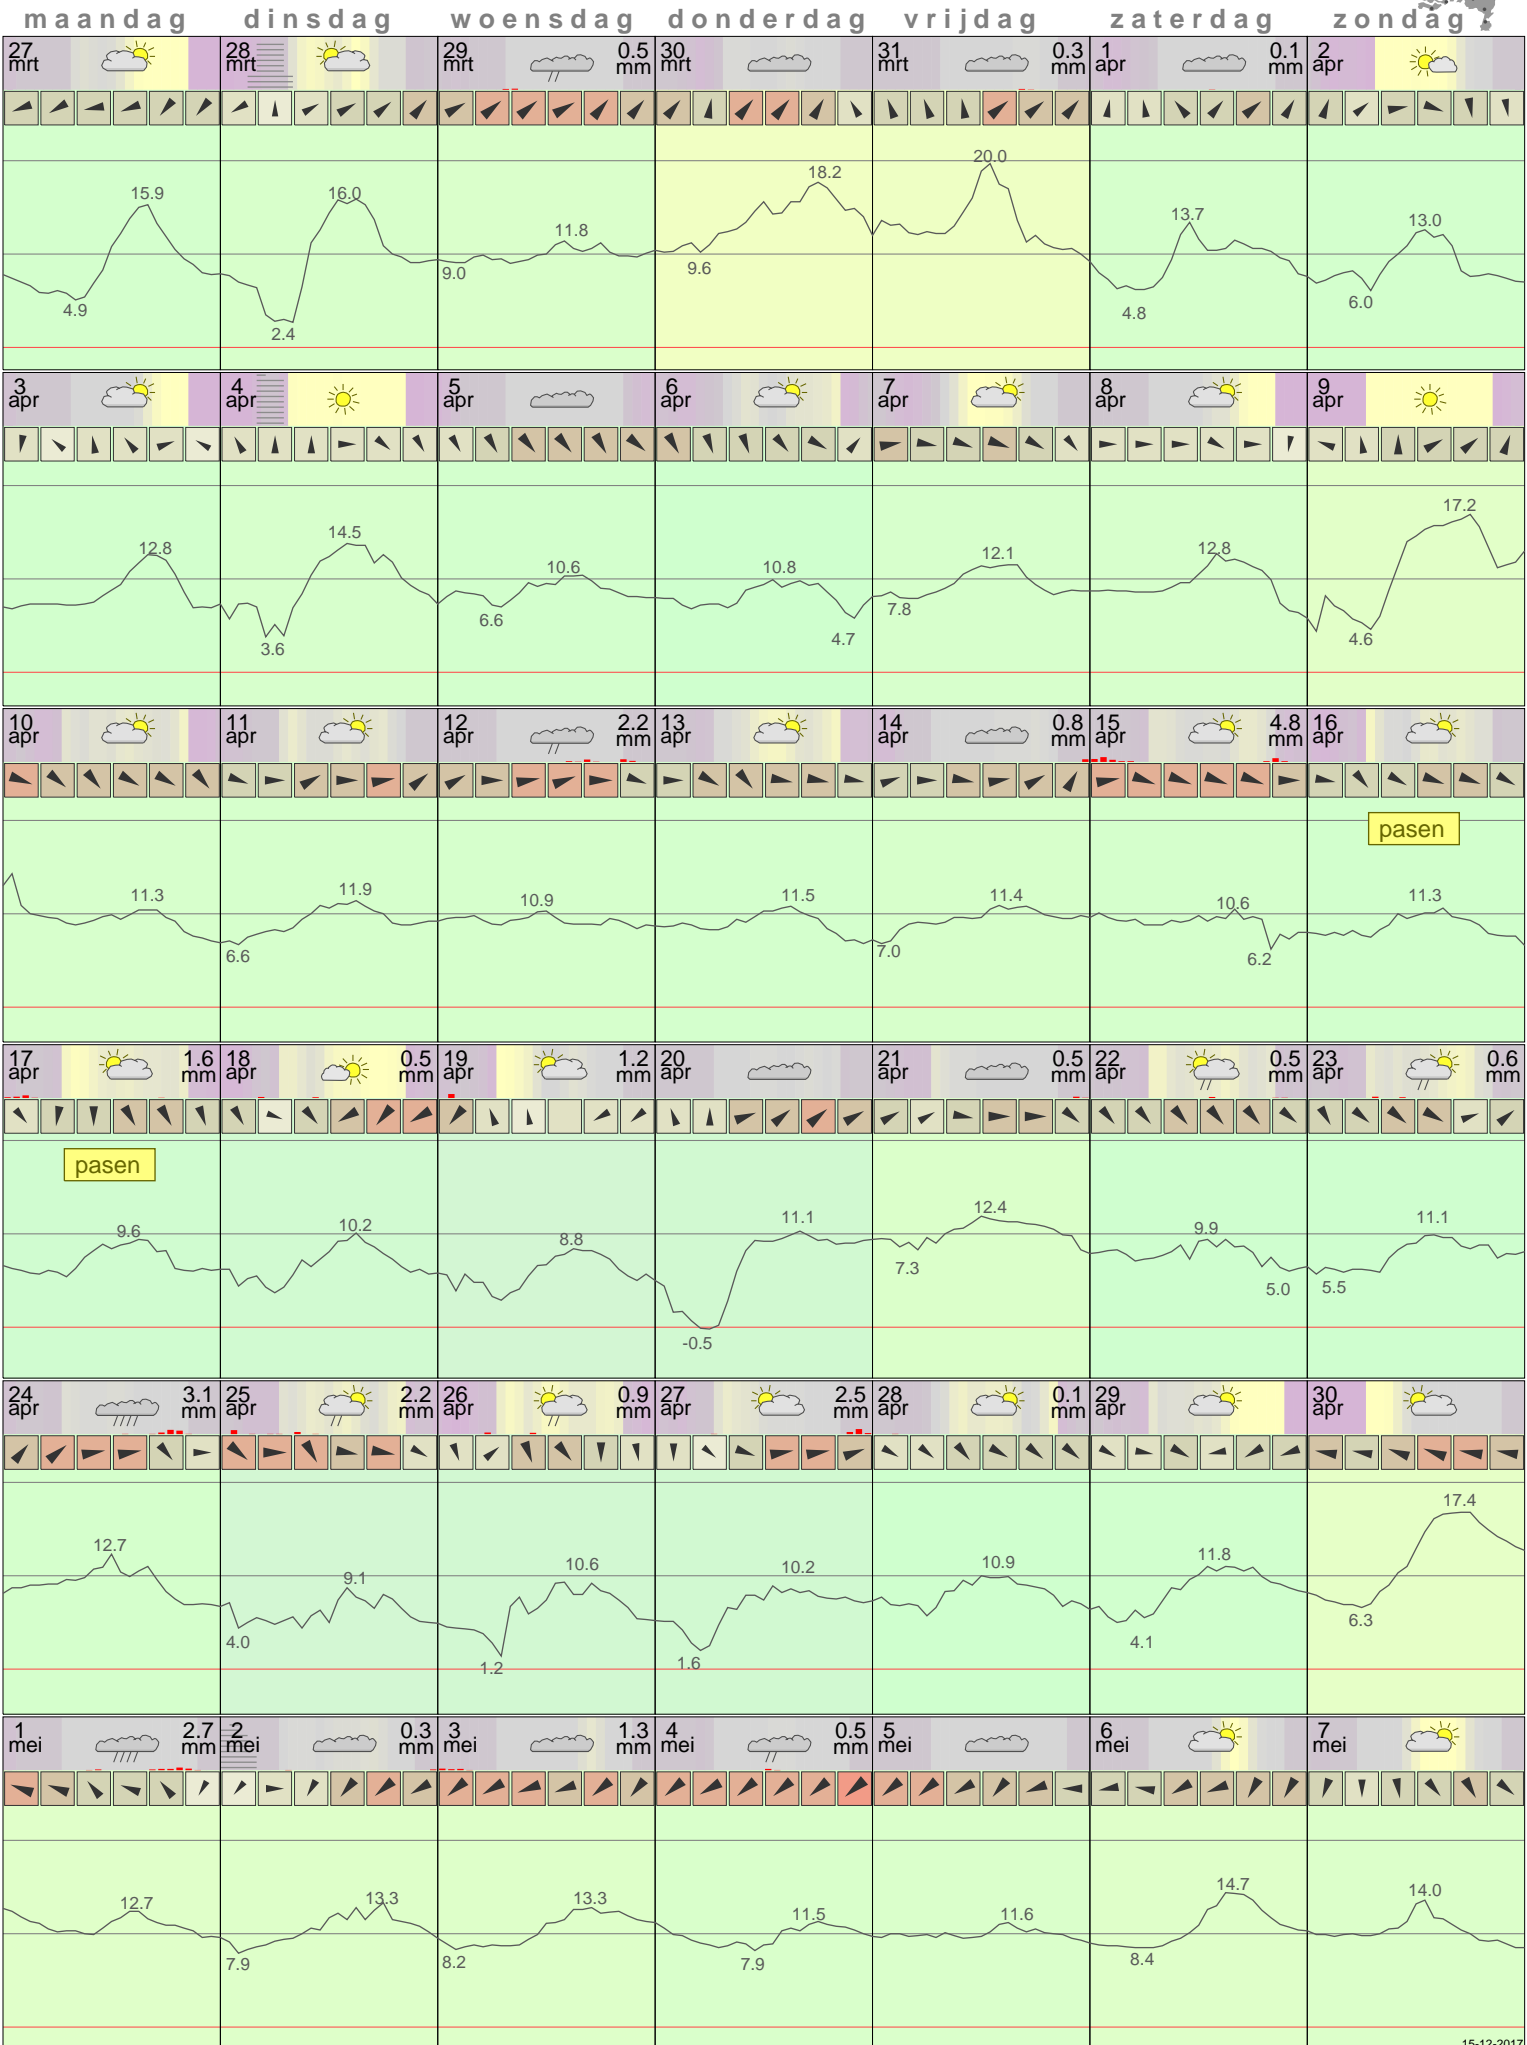 maandag dinsdag woensdag donderdag vrijdag zaterdag zondag
27 28 29 0.5 30 31 0.3 1 0.1 2
mrt mrt mrt mm mrt mrt mm apr mm apr
15.9 16.0 11.8 18.2 20.0 13.7 13.0
4.9 2.4 9.0 9.6 4.8 6.0
3 4 5 6 7 8 9
apr apr apr apr apr apr apr
12.8 14.5 10.6 10.8 12.1 12.8 17.2
3.6 6.6 4.7 7.8 4.6
10 11 12 2.2 13 14 0.8 15 4.8 16
apr apr apr mm apr apr mm apr mm apr
pasen
11.3 11.9 10.9 11.5 11.4 10.6 11.3
6.6 7.0 6.2
17 1.6 18 0.5 19 1.2 20 21 0.5 22 0.5 23 0.6
apr mm apr mm apr mm apr apr mm apr mm apr mm
pasen
9.6 10.2 8.8 11.1 12.4 9.9 11.1
-0.5 7.3 5.0 5.5
24 3.1 25 2.2 26 0.9 27 2.5 28 0.1 29 30
apr mm apr mm apr mm apr mm apr mm apr apr
12.7 9.1 10.6 10.2 10.9 11.8 17.4
4.0 1.2 1.6 4.1 6.3
1 2.7 2 0.3 3 1.3 4 0.5 5 6 7
mei mm mei mm mei mm mei mm mei mei mei
12.7 13.3 13.3 11.5 11.6 14.7 14.0
7.9 8.2 7.9 8.4
15-12-2017